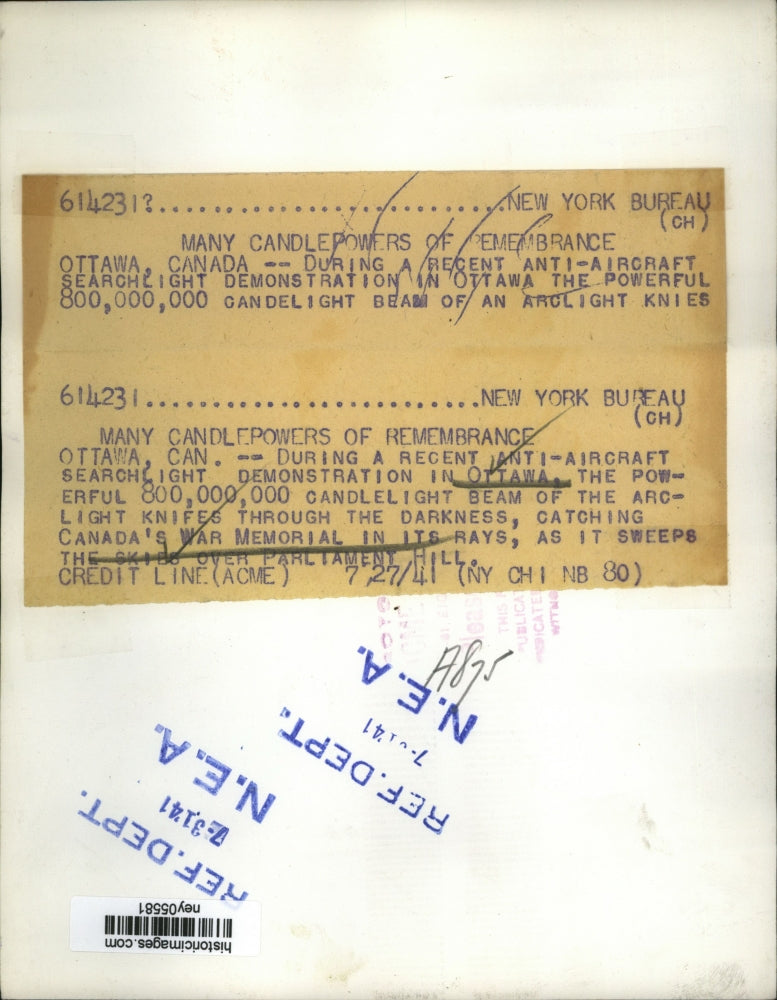 614231?..........................NEW YORK BUREAU
(CH)
MANY CANDLEPOWERS OF REMEMBRANCE
OTTAWA, CANADA -- DURING A RECENT ANTI-AIRCRAFT
SEARCHLIGHT DEMONSTRATION IN OTTAWA THE POWERFUL
800,000,000 CANDELIGHT BEAM OF AN ARCLIGHT KNIES
614231.........................NEW YORK BUREAU
(CH)
MANY CANDLEPOWERS OF REMEMBRANCE
OTTAWA, CAN. -- DURING A RECENT ANTI-AIRCRAFT
SEARCHLIGHT DEMONSTRATION IN OTTAWA, THE POW-
ERFUL 800,000,000 CANDLELIGHT BEAM OF THE ARC-
LIGHT KNIFES THROUGH THE DARKNESS, CATCHING
CANADA'S WAR MEMORIAL IN ITS RAYS, AS IT SWEEPS
THE SKIES OVER PARLIAMENT HILL.
CREDIT LINE(ACME) 7/27/41 (NY CHI NB 80)
THIS
A875
N.E.A.
41
REF.DEPT.
N.E.A.
7-3141
REF.DEPT.
ney05581
historicimages.com